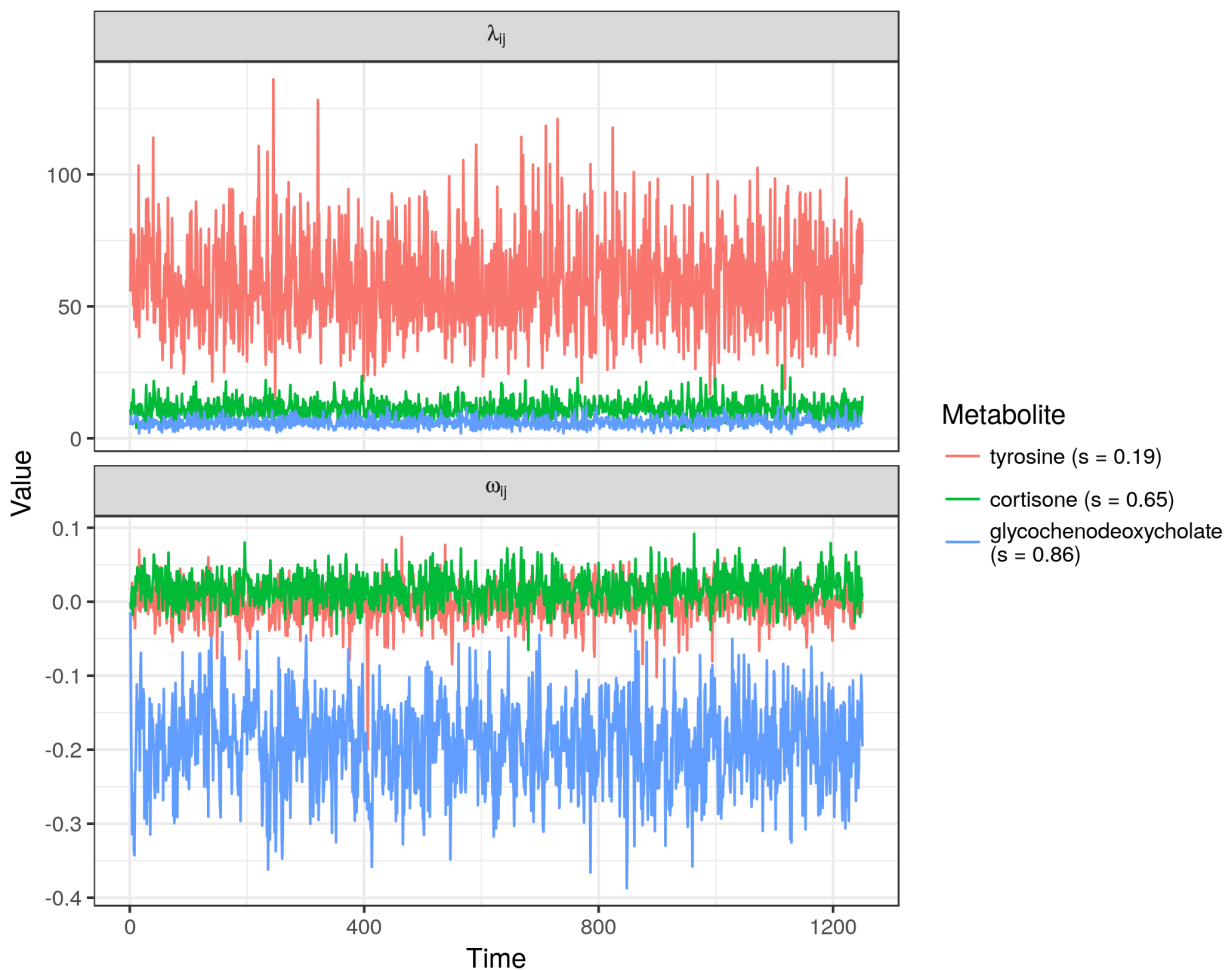 λij
100
50
0
Value
ωij
0.1
0.0
-0.1
-0.2
-0.3
-0.4
0 400 800 1200
Time
Metabolite
tyrosine (s = 0.19)
cortisone (s = 0.65)
glycochenodeoxycholate
(s = 0.86)